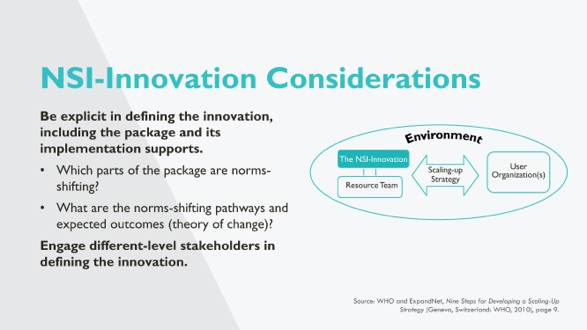 NSI-Innovation Considerations
Be explicit in defining the innovation,
including the package and its
implementation supports.
• Which parts of the package are norms-
shifting?
• What are the norms-shifting pathways and
expected outcomes (theory of change)?
Engage different-level stakeholders in
defining the innovation.
Environment
The NSI-Innovation
Resource Team
Scaling-up
Strategy
User
Organization(s)
Source: WHO and ExpandNet, Nine Steps for Developing a Scaling-Up
Strategy (Geneva, Switzerland: WHO, 2010), page 9.